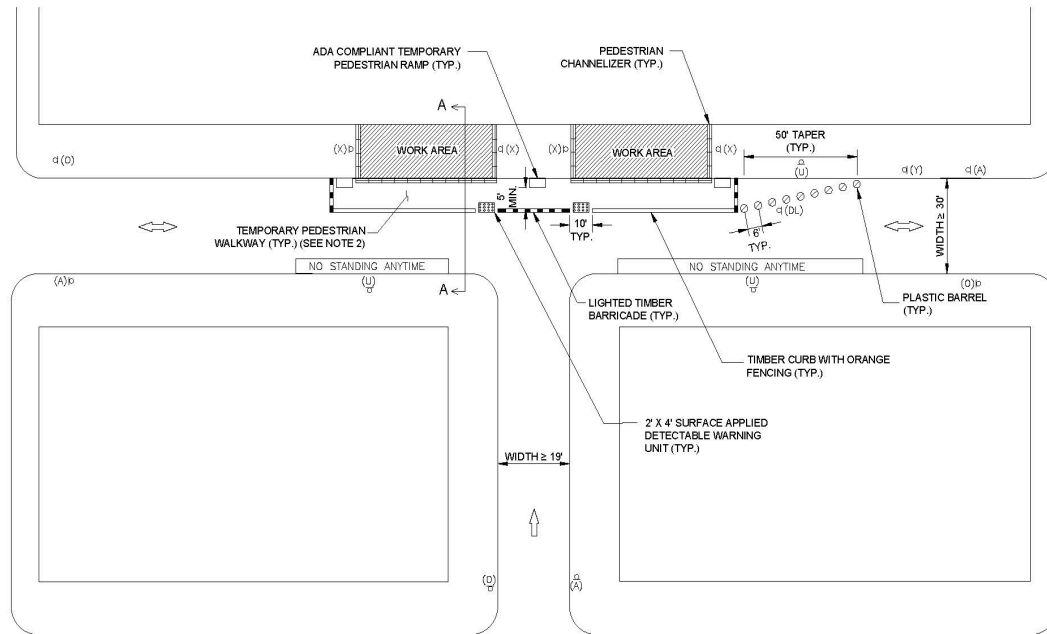 ADA COMPLIANT TEMPORARY
PEDESTRIAN RAMP (TYP.)
PEDESTRIAN
CHANNELIZER (TYP.)
A
50' TAPER
(TYP.)
(O)
(X)
WORK AREA
(X)
(X)
WORK AREA
(X)
(U)
(Y)
(A)
5'
MIN.
(DL)
WIDTH ≥ 30'
TEMPORARY PEDESTRIAN
WALKWAY (TYP.) (SEE NOTE 2)
10'
TYP.
6'
TYP.
NO STANDING ANYTIME
NO STANDING ANYTIME
(A)
(U)
A
(U)
(O)
LIGHTED TIMBER
BARRICADE (TYP.)
PLASTIC BARREL
(TYP.)
TIMBER CURB WITH ORANGE
FENCING (TYP.)
2' X 4' SURFACE APPLIED
DETECTABLE WARNING
UNIT (TYP.)
WIDTH ≥ 19'
(O)
(A)